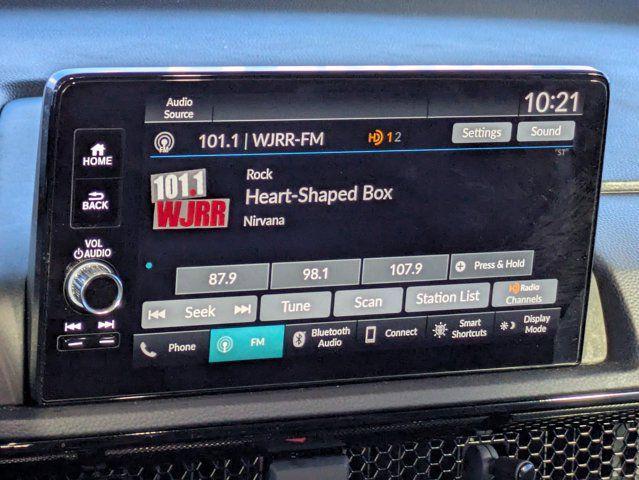 Audio
Source
10:21
FM
101.1 | WJRR-FM
HD 1 2
Settings
Sound
"ST"
HOME
BACK
VOL
AUDIO
101.1
WJRR
Rock
Heart-Shaped Box
Nirvana
87.9
98.1
107.9
Press & Hold
Seek
Tune
Scan
Station List
HD Radio
Channels
Phone
FM
Bluetooth
Audio
Connect
Smart
Shortcuts
Display
Mode